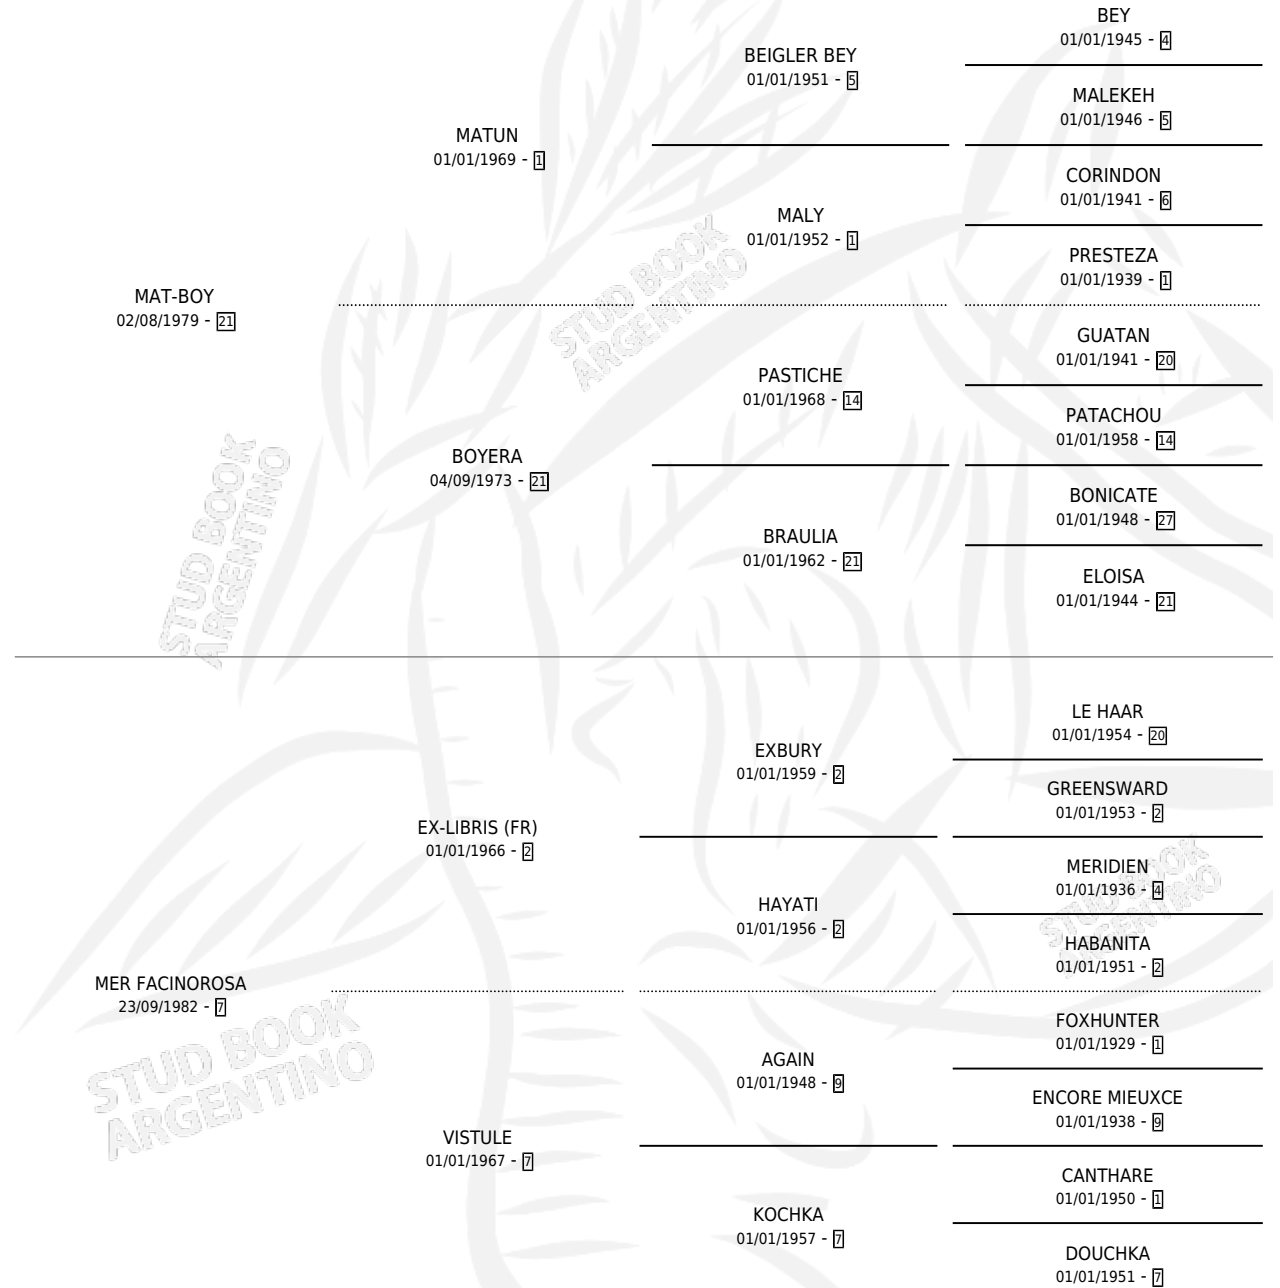 BEY
01/01/1945 - 4
BEIGLER BEY
01/01/1951 - 5
MALEKEH
01/01/1946 - 5
MATUN
01/01/1969 - 1
CORINDON
01/01/1941 - 6
MALY
01/01/1952 - 1
PRESTEZA
01/01/1939 - 1
MAT-BOY
02/08/1979 - 21
GUATAN
01/01/1941 - 20
PASTICHE
01/01/1968 - 14
PATACHOU
01/01/1958 - 14
BOYERA
04/09/1973 - 21
BONICATE
01/01/1948 - 27
BRAULIA
01/01/1962 - 21
ELOISA
01/01/1944 - 21
LE HAAR
01/01/1954 - 20
EXBURY
01/01/1959 - 2
GREENSWARD
01/01/1953 - 2
EX-LIBRIS (FR)
01/01/1966 - 2
MERIDIEN
01/01/1936 - 4
HAYATI
01/01/1956 - 2
HABANITA
01/01/1951 - 2
MER FACINOROSA
23/09/1982 - 7
FOXHUNTER
01/01/1929 - 1
AGAIN
01/01/1948 - 9
ENCORE MIEUXCE
01/01/1938 - 9
VISTULE
01/01/1967 - 7
CANTHARE
01/01/1950 - 1
KOCHKA
01/01/1957 - 7
DOUCHKA
01/01/1951 - 7
STUD BOOK
ARGENTINO
STUD BOOK
ARGENTINO
STUD BOOK
ARGENTINO
STUD BOOK
ARGENTINO